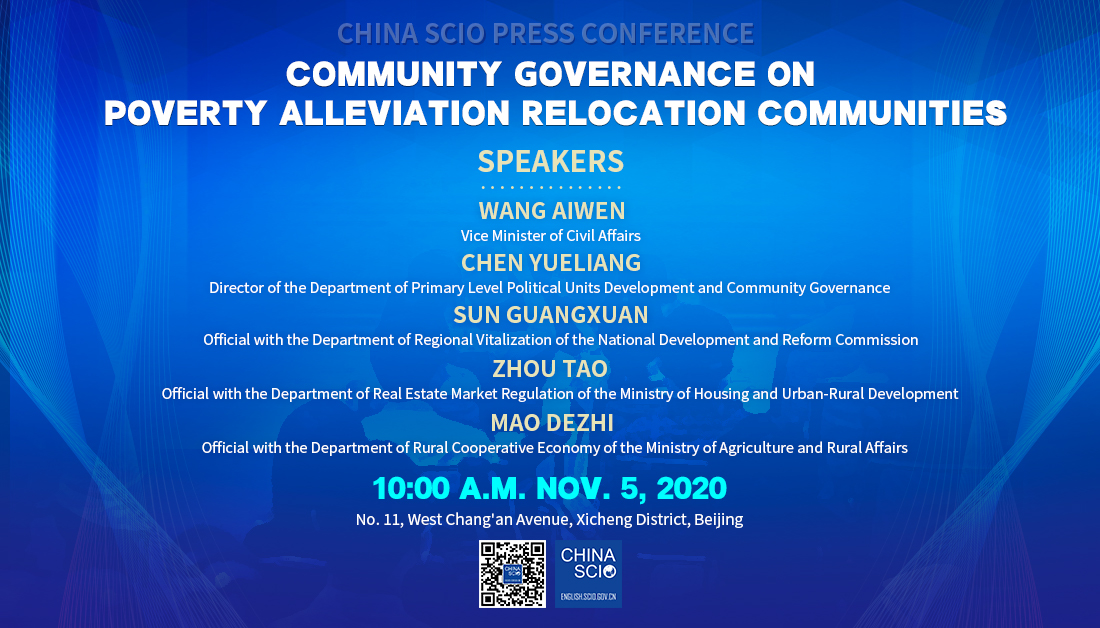 CHINA SCIO PRESS CONFERENCE
COMMUNITY GOVERNANCE ON
POVERTY ALLEVIATION RELOCATION COMMUNITIES
SPEAKERS
WANG AIWEN
Vice Minister of Civil Affairs
CHEN YUELIANG
Director of the Department of Primary Level Political Units Development and Community Governance
SUN GUANGXUAN
Official with the Department of Regional Vitalization of the National Development and Reform Commission
ZHOU TAO
Official with the Department of Real Estate Market Regulation of the Ministry of Housing and Urban-Rural Development
MAO DEZHI
Official with the Department of Rural Cooperative Economy of the Ministry of Agriculture and Rural Affairs
10:00 A.M. NOV. 5, 2020
No. 11, West Chang'an Avenue, Xicheng District, Beijing
CHINA
SCIO
CHINA
SCIO
ENGLISH.SCIO.GOV.CN